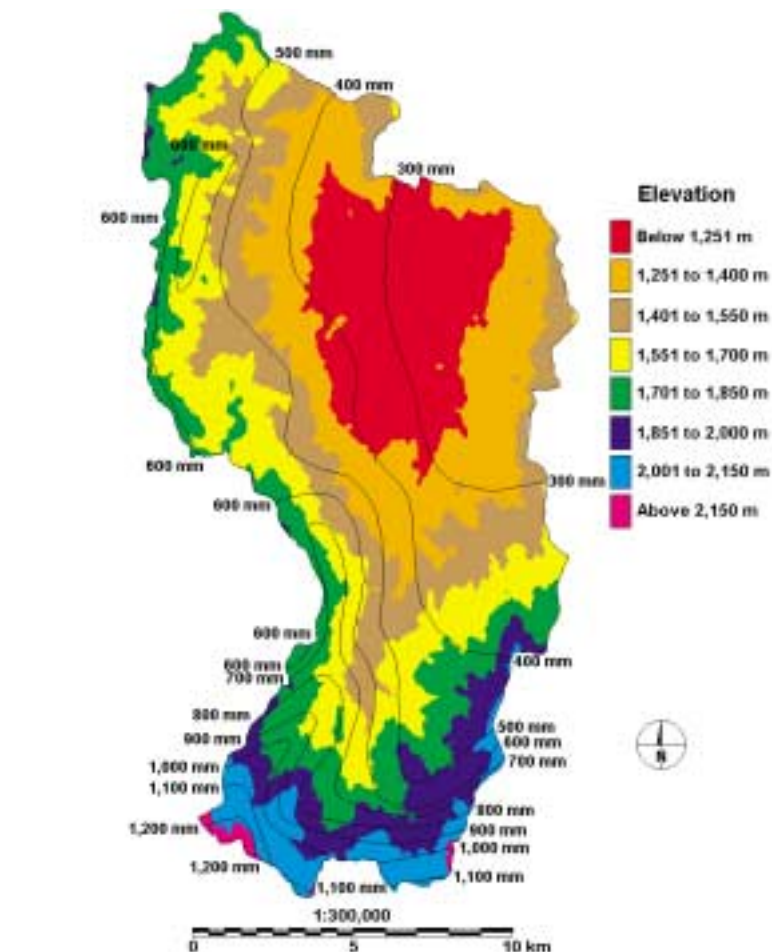 500 mm
400 mm
600 mm
300 mm
600 mm
Elevation
Below 1,251 m
1,251 to 1,400 m
1,401 to 1,550 m
1,551 to 1,700 m
1,701 to 1,850 m
1,851 to 2,000 m
2,001 to 2,150 m
Above 2,150 m
600 mm
300 mm
600 mm
600 mm
600 mm
700 mm
400 mm
800 mm
900 mm
500 mm
600 mm
700 mm
1,000 mm
1,100 mm
1,200 mm
1,200 mm
800 mm
900 mm
1,000 mm
1,100 mm
1,100 mm
N
1:300,000
0 5 10 km